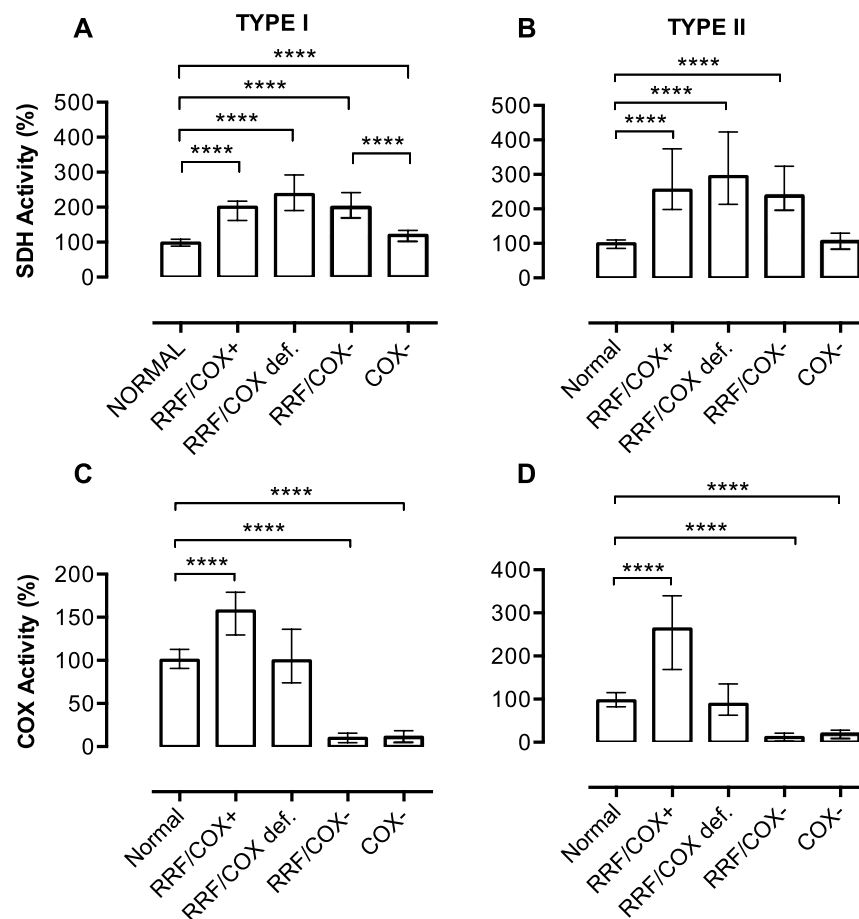 A
TYPE I
****
****
****
****
****
SDH Activity (%)
500
400
300
200
100
0
NORMAL
RRF/COX+
RRF/COX def.
RRF/COX-
COX-
B
TYPE II
****
****
****
500
400
300
200
100
0
Normal
RRF/COX+
RRF/COX def.
RRF/COX-
COX-
C
****
****
****
COX Activity (%)
200
150
100
50
0
Normal
RRF/COX+
RRF/COX def.
RRF/COX-
COX-
D
****
****
****
400
300
200
100
0
Normal
RRF/COX+
RRF/COX def.
RRF/COX-
COX-